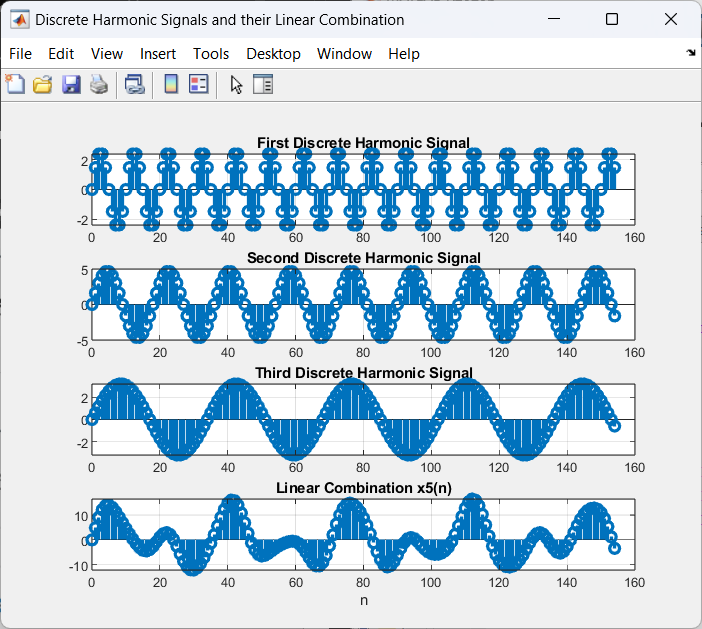 Discrete Harmonic Signals and their Linear Combination
File Edit View Insert Tools Desktop Window Help
First Discrete Harmonic Signal
2
0
-2
0 20 40 60 80 100 120 140 160
Second Discrete Harmonic Signal
5
0
-5
0 20 40 60 80 100 120 140 160
Third Discrete Harmonic Signal
2
0
-2
0 20 40 60 80 100 120 140 160
Linear Combination x5(n)
10
0
-10
0 20 40 60 80 100 120 140 160
n